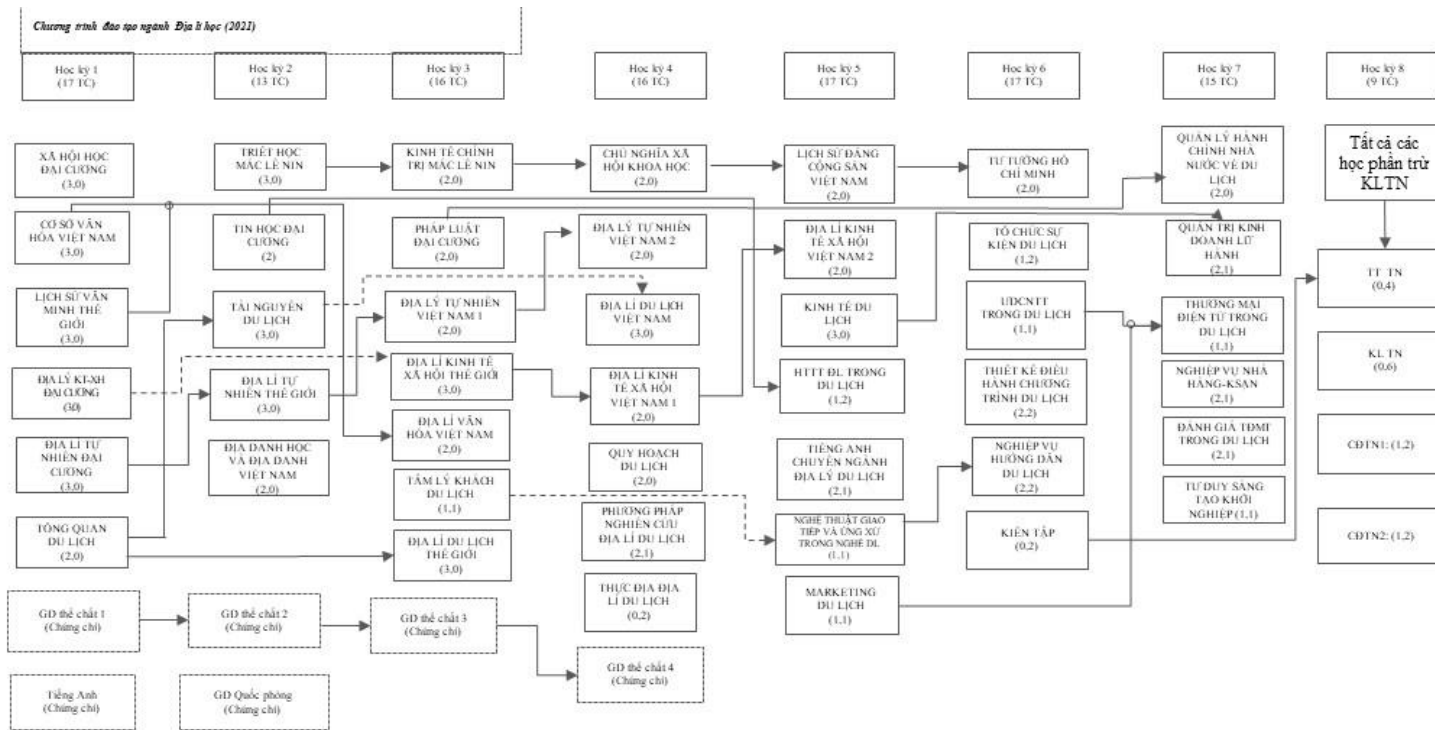 Chương trình đào tạo ngành Địa lí học (2021)
Học kỳ 1
(17 TC)
Học kỳ 2
(13 TC)
Học kỳ 3
(16 TC)
Học kỳ 4
(16 TC)
Học kỳ 5
(17 TC)
Học kỳ 6
(17 TC)
Học kỳ 7
(15 TC)
Học kỳ 8
(9 TC)
XÃ HỘI HỌC
ĐẠI CƯƠNG
(3,0)
CƠ SỞ VĂN
HÓA VIỆT NAM
(3,0)
LỊCH SỬ VĂN
MINH THẾ
GIỚI
(3,0)
ĐỊA LÝ KT-XH
ĐẠI CƯƠNG
(3,0)
ĐỊA LÍ TỰ
NHIÊN ĐẠI
CƯƠNG
(3,0)
TỔNG QUAN
DU LỊCH
(2,0)
GD thể chất 1
(Chứng chỉ)
Tiếng Anh
(Chứng chỉ)
TRIẾT HỌC
MÁC LÊ NIN
(3,0)
TIN HỌC ĐẠI
CƯƠNG
(2)
TÀI NGUYÊN
DU LỊCH
(3,0)
ĐỊA LÍ TỰ
NHIÊN THẾ GIỚI
(3,0)
ĐỊA DANH HỌC
VÀ ĐỊA DANH
VIỆT NAM
(2,0)
GD thể chất 2
(Chứng chỉ)
GD Quốc phòng
(Chứng chỉ)
KINH TẾ CHÍNH
TRỊ MÁC LÊ NIN
(2,0)
PHÁP LUẬT
ĐẠI CƯƠNG
(2,0)
ĐỊA LÝ TỰ NHIÊN
VIỆT NAM 1
(2,0)
ĐỊA LÍ KINH TẾ
XÃ HỘI THẾ GIỚI
(3,0)
ĐỊA LÍ VĂN
HÓA VIỆT NAM
(2,0)
TÂM LÝ KHÁCH
DU LỊCH
(1,1)
ĐỊA LÍ DU LỊCH
THẾ GIỚI
(3,0)
GD thể chất 3
(Chứng chỉ)
CHỦ NGHĨA XÃ
HỘI KHOA HỌC
(2,0)
ĐỊA LÝ TỰ NHIÊN
VIỆT NAM 2
(2,0)
ĐỊA LÍ DU LỊCH
VIỆT NAM
(3,0)
ĐỊA LÍ KINH
TẾ XÃ HỘI
VIỆT NAM 1
(2,0)
QUY HOẠCH
DU LỊCH
(2,0)
PHƯƠNG PHÁP
NGHIÊN CỨU
ĐỊA LÍ DU LỊCH
(2,1)
THỰC ĐỊA ĐỊA
LÍ DU LỊCH
(0,2)
GD thể chất 4
(Chứng chỉ)
LỊCH SỬ ĐẢNG
CỘNG SẢN
VIỆT NAM
(2,0)
ĐỊA LÍ KINH
TẾ XÃ HỘI
VIỆT NAM 2
(2,0)
KINH TẾ DU
LỊCH
(3,0)
HTTT ĐL TRONG
DU LỊCH
(1,2)
TIẾNG ANH
CHUYÊN NGÀNH
ĐỊA LÝ DU LỊCH
(2,1)
NGHỆ THUẬT GIAO
TIẾP VÀ ỨNG XỬ
TRONG NGHỀ DL
(1,1)
MARKETING
DU LỊCH
(1,1)
TƯ TƯỞNG HỒ
CHÍ MINH
(2,0)
TỔ CHỨC SỰ
KIỆN DU LỊCH
(1,2)
UDCNTT
TRONG DU LỊCH
(1,1)
THIẾT KẾ ĐIỀU
HÀNH CHƯƠNG
TRÌNH DU LỊCH
(2,2)
NGHIỆP VỤ
HƯỚNG DẪN
DU LỊCH
(2,2)
KIẾN TẬP
(0,2)
QUẢN LÝ HÀNH
CHÍNH NHÀ
NƯỚC VỀ DU
LỊCH
(2,0)
QUẢN TRỊ KINH
DOANH LỮ
HÀNH
(2,1)
THƯƠNG MẠI
ĐIỆN TỬ TRONG
DU LỊCH
(1,1)
NGHIỆP VỤ NHÀ
HÀNG-KSẠN
(2,1)
ĐÁNH GIÁ TĐMT
TRONG DU LỊCH
(2,1)
TƯ DUY SÁNG
TẠO KHỞI
NGHIỆP (1,1)
Tất cả các
học phần trừ
KLTN
TT TN
(0,4)
KL TN
(0,6)
CĐTN1: (1,2)
CĐTN2: (1,2)